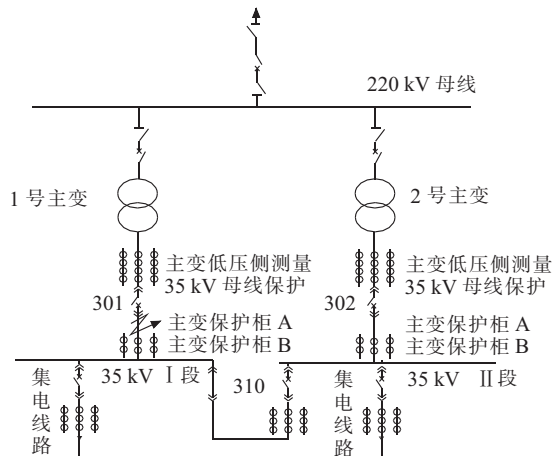 220 kV 母线
1 号主变
2 号主变
主变低压侧测量
35 kV 母线保护
主变低压侧测量
35 kV 母线保护
301
302
主变保护柜 A
主变保护柜 B
主变保护柜 A
主变保护柜 B
35 kV Ⅰ段
310
35 kV Ⅱ段
集电线路
集电线路